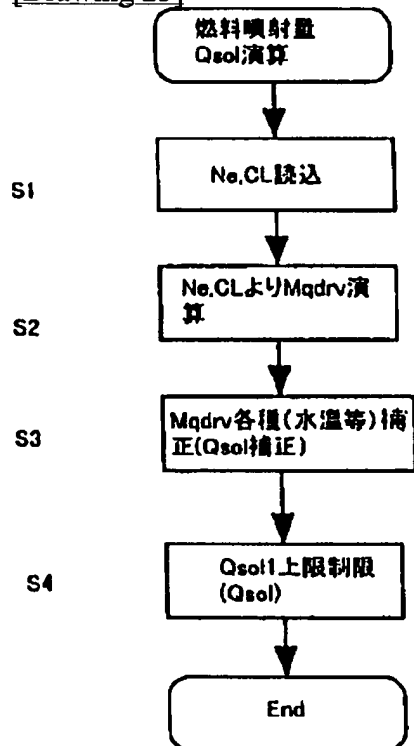 燃料噴射量
Qsol演算
S1
Ne,CL読込
S2
Ne,CLよりMqdrv演
算
S3
Mqdrv各種(水温等)補
正(Qsol補正)
S4
Qsol1上限制限
(Qsol)
End